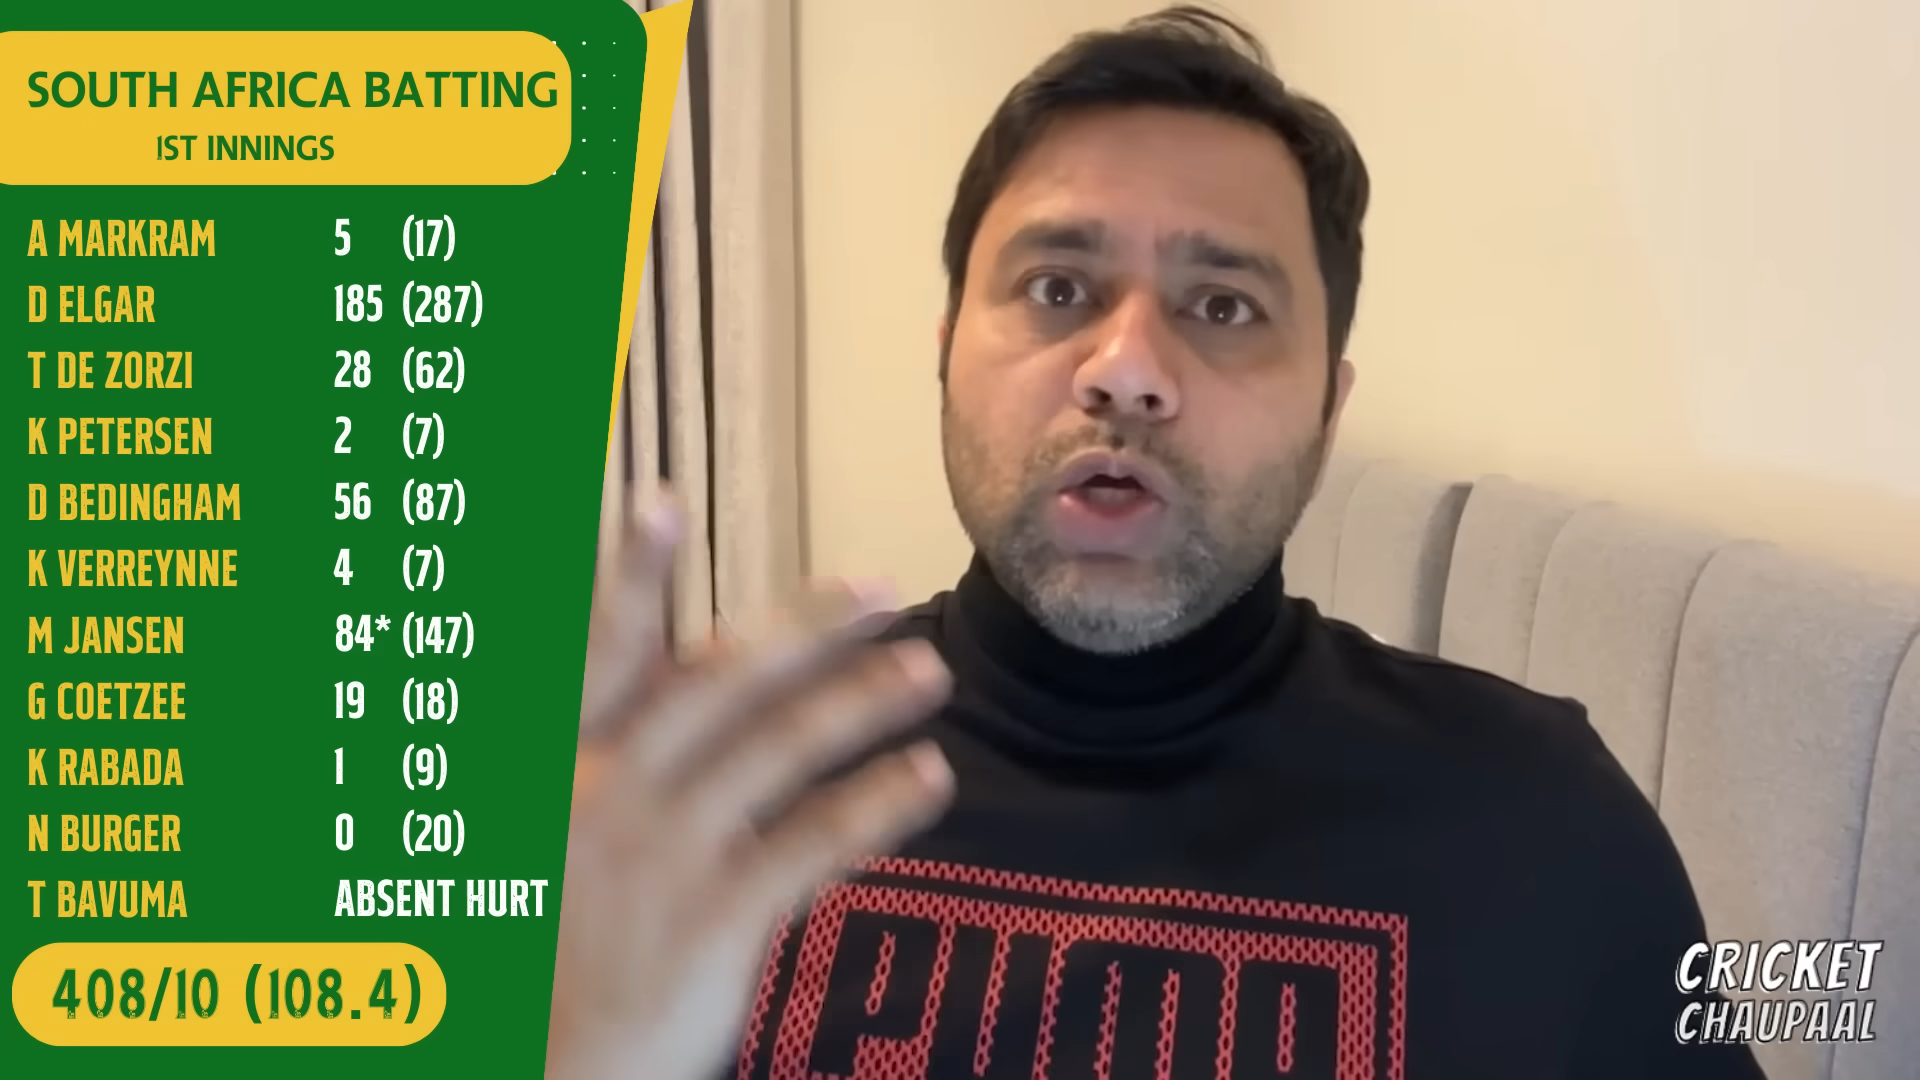 SOUTH AFRICA BATTING
1ST INNINGS
A MARKRAM 5 (17)
D ELGAR 185 (287)
T DE ZORZI 28 (62)
K PETERSEN 2 (7)
D BEDINGHAM 56 (87)
K VERREYNNE 4 (7)
M JANSEN 84* (147)
G COETZEE 19 (18)
K RABADA 1 (9)
N BURGER 0 (20)
T BAVUMA ABSENT HURT
408/10 (108.4)
PUMA
CRICKET
CHAUPAAL